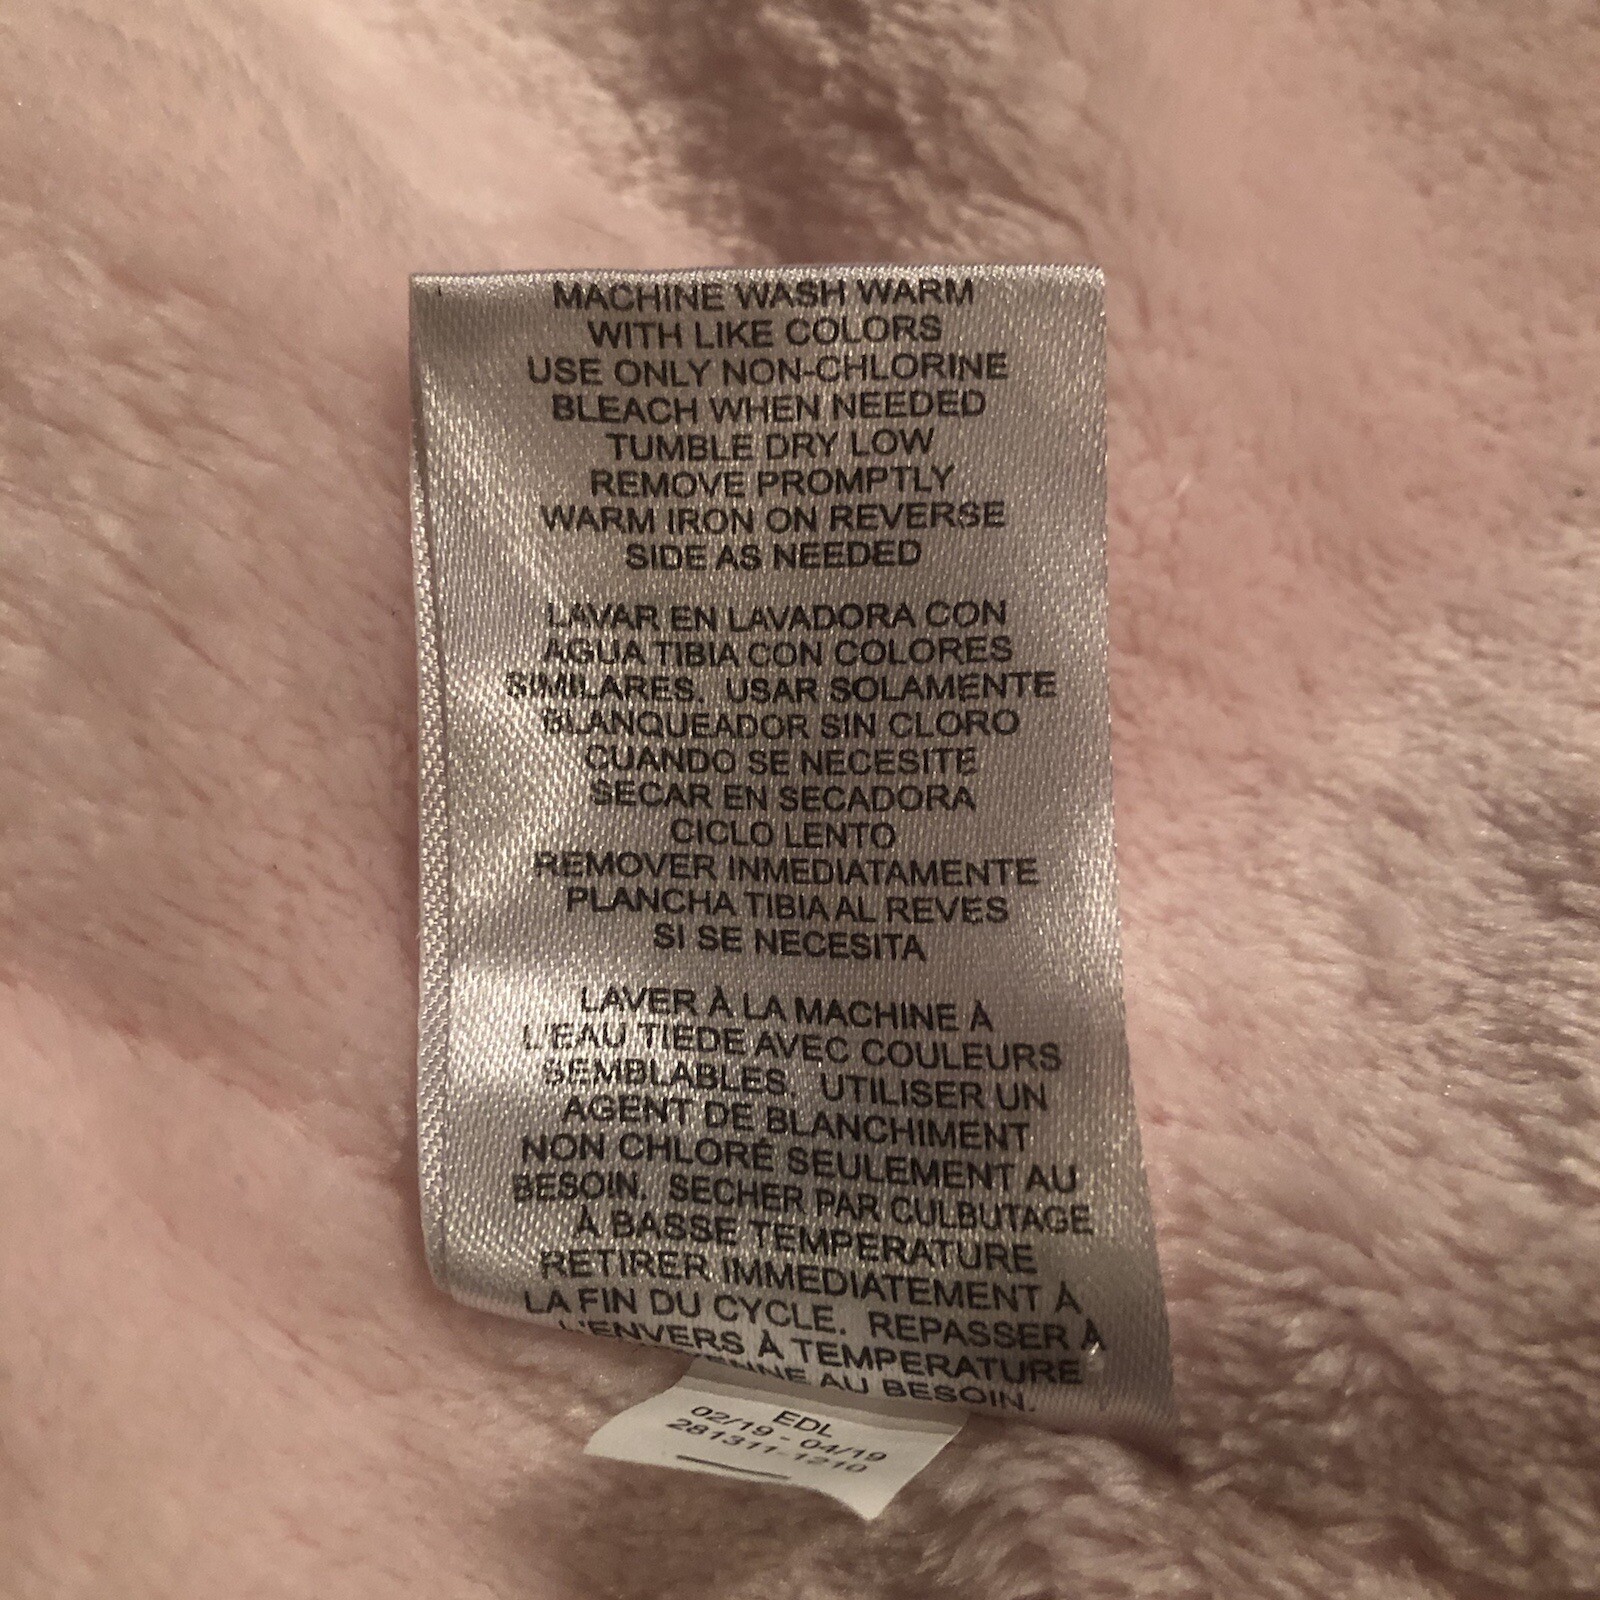 MACHINE WASH WARM
WITH LIKE COLORS
USE ONLY NON-CHLORINE
BLEACH WHEN NEEDED
TUMBLE DRY LOW
REMOVE PROMPTLY
WARM IRON ON REVERSE
SIDE AS NEEDED
LAVAR EN LAVADORA CON
AGUA TIBIA CON COLORES
SIMILARES. USAR SOLAMENTE
BLANQUEADOR SIN CLORO
CUANDO SE NECESITE
SECAR EN SECADORA
CICLO LENTO
REMOVER INMEDIATAMENTE
PLANCHA TIBIA AL REVES
SI SE NECESITA
LAVER À LA MACHINE À
L'EAU TIEDE AVEC COULEURS
SEMBLABLES. UTILISER UN
AGENT DE BLANCHIMENT
NON CHLORÉ SEULEMENT AU
BESOIN. SECHER PAR CULBUTAGE
À BASSE TEMPERATURE
RETIRER IMMEDIATEMENT À
LA FIN DU CYCLE. REPASSER À
L'ENVERS À TEMPERATURE
AU BESOIN.
EDL
02/19 - 04/19
281311-1210